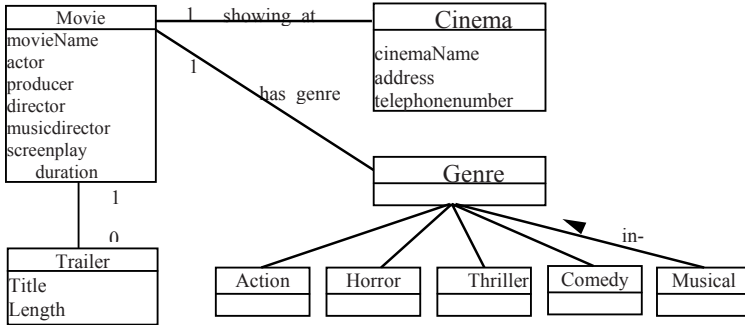 Movie
movieName
actor
producer
director
musicdirector
screenplay
duration
1 showing at
1
has genre
Cinema
cinemaName
address
telephonenumber
Genre
1
0
Trailer
Title
Length
in-
Action
Horror
Thriller
Comedy
Musical